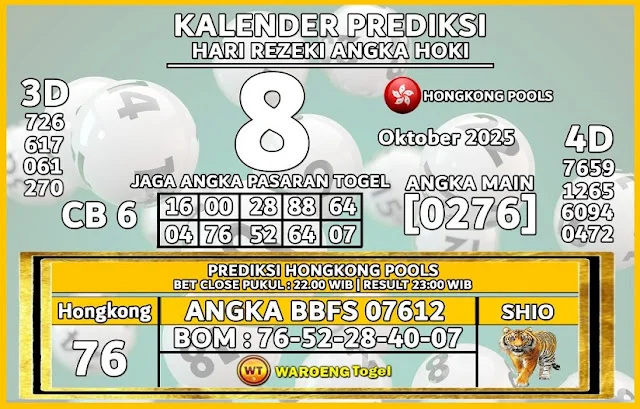 KALENDER PREDIKSI
HARI REZEKI ANGKA HOKI
3D
726
617
061
270
8
HONGKONG POOLS
Oktober 2025
4D
7659
1265
6094
0472
JAGA ANGKA PASARAN TOGEL
ANGKA MAIN
[0276]
CB 6
16 00 28 88 64
04 76 52 64 07
PREDIKSI HONGKONG POOLS
BET CLOSE PUKUL : 22.00 WIB | RESULT 23:00 WIB
Hongkong
76
ANGKA BBFS 07612
BOM : 76-52-28-40-07
SHIO
WT WAROENG Togel